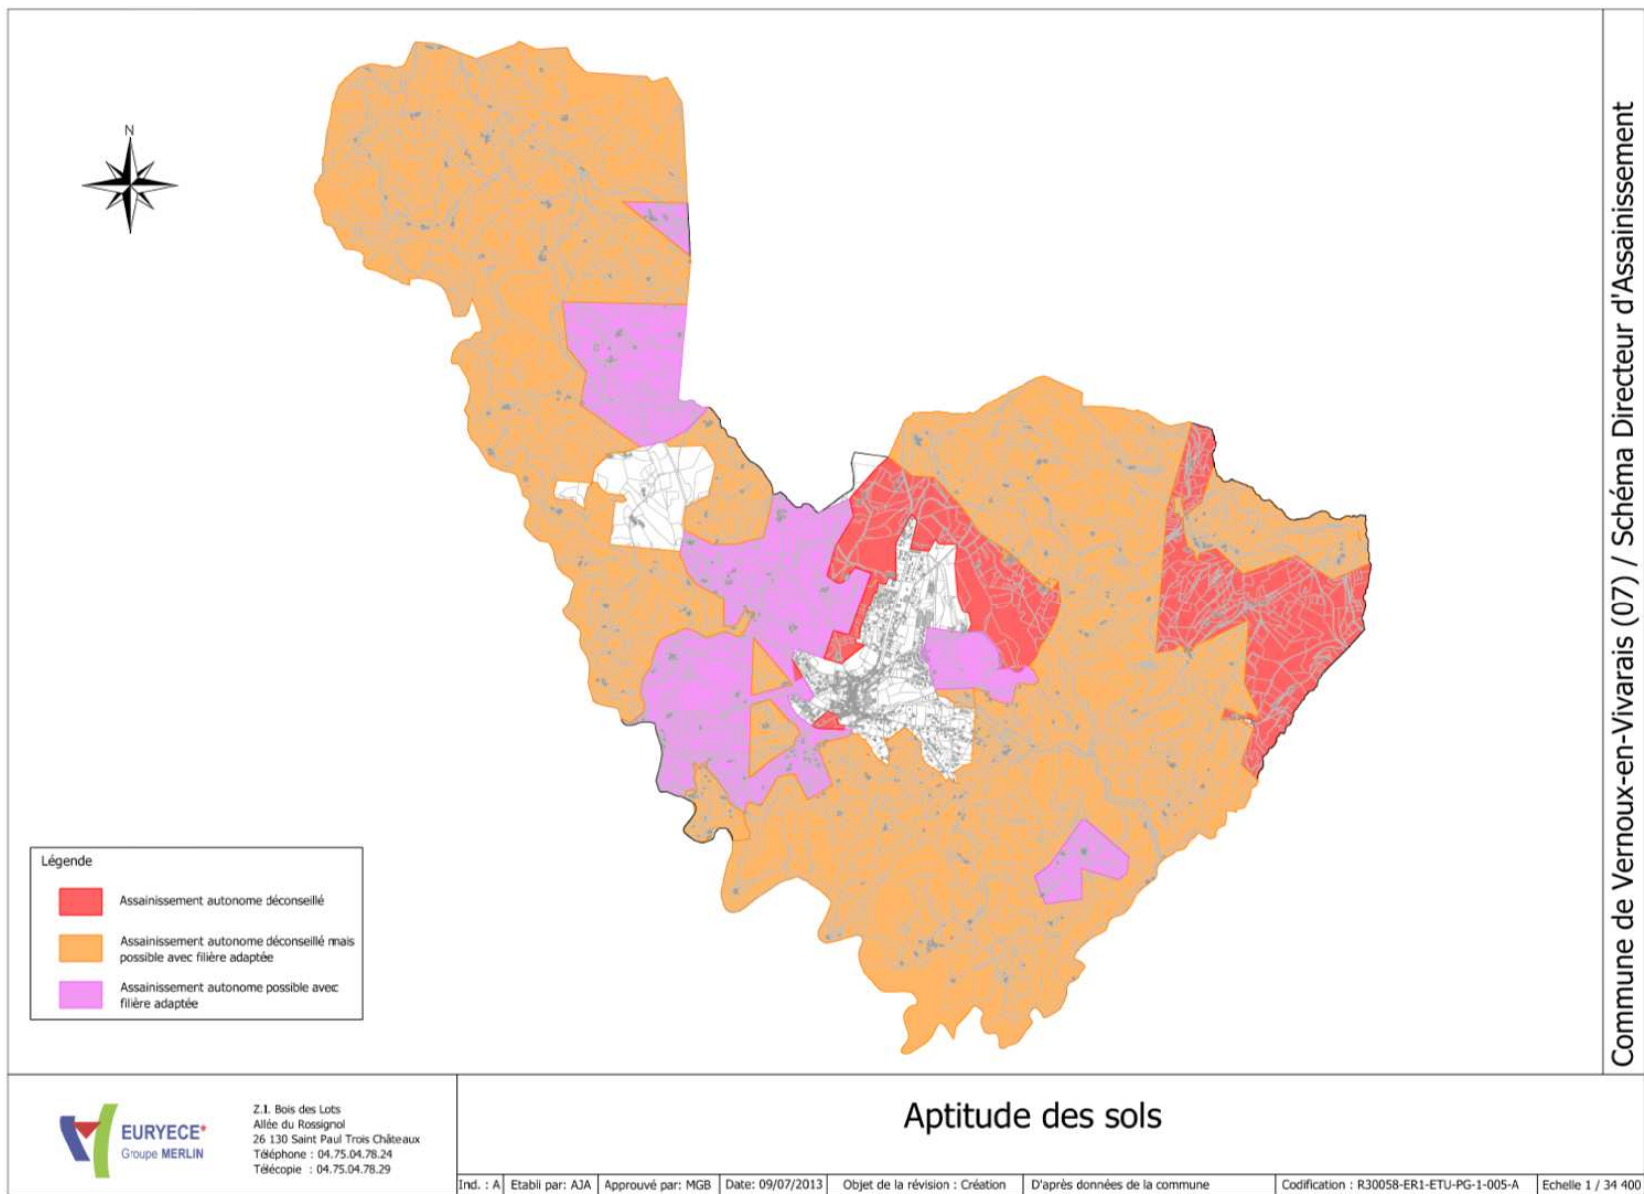 N
Commune de Vernoux-en-Vivarais (07) / Schéma Directeur d'Assainissement
Légende
Assainissement autonome déconseillé
Assainissement autonome déconseillé mais
possible avec filière adaptée
Assainissement autonome possible avec
filière adaptée
EURYECE*
Groupe MERLIN
Z.I. Bois des Lots
Allée du Rossignol
26 130 Saint Paul Trois Châteaux
Téléphone : 04.75.04.78.24
Télécopie : 04.75.04.78.29
Aptitude des sols
Ind. : A
Etabli par: AJA
Approuvé par: MGB
Date: 09/07/2013
Objet de la révision : Création
D'après données de la commune
Codification : R30058-ER1-ETU-PG-1-005-A
Echelle 1 / 34 400